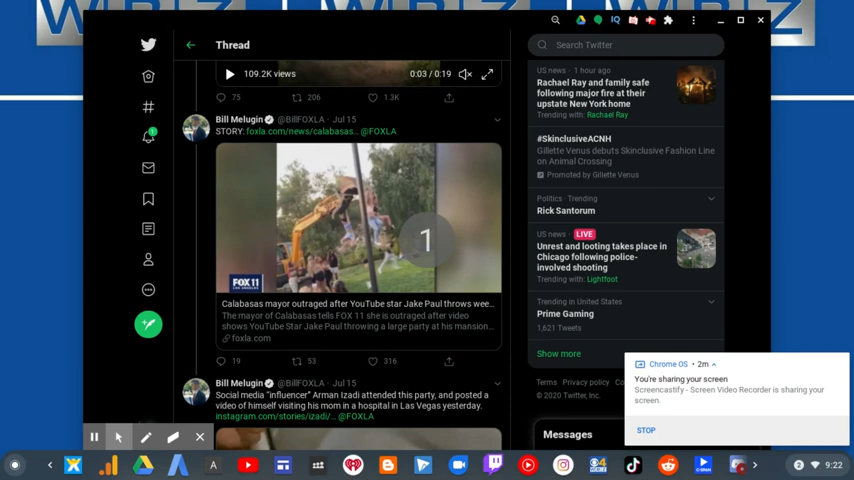 IQ
Thread
Search Twitter
109.2K views
0:03 / 0:19
75
206
1.3K
Bill Melugin @BillFOXLA · Jul 15
STORY: foxla.com/news/calabasas… @FOXLA
1
FOX 11
LOS ANGELES
Calabasas mayor outraged after YouTube star Jake Paul throws wee…
The mayor of Calabasas tells FOX 11 she is outraged after video
shows YouTube Star Jake Paul throwing a large party at his mansion…
foxla.com
19
53
316
Bill Melugin @BillFOXLA · Jul 15
Social media "influencer" Arman Izadi attended this party, and posted a
video of himself visiting his mom in a hospital in Las Vegas yesterday.
instagram.com/stories/izadi/… @FOXLA
US news · 1 hour ago
Rachael Ray and family safe
following major fire at their
upstate New York home
Trending with: Rachael Ray
#SkinclusiveACNH
Gillette Venus debuts Skinclusive Fashion Line
on Animal Crossing
Promoted by Gillette Venus
Politics · Trending
Rick Santorum
US news · LIVE
Unrest and looting takes place in
Chicago following police-
involved shooting
Trending with: Lightfoot
Trending in United States
Prime Gaming
1,621 Tweets
Show more
Terms Privacy policy Co
© 2020 Twitter, Inc.
Messages
Chrome OS • 2m
You're sharing your screen
Screencastify - Screen Video Recorder is sharing your
screen.
STOP
2
9:22